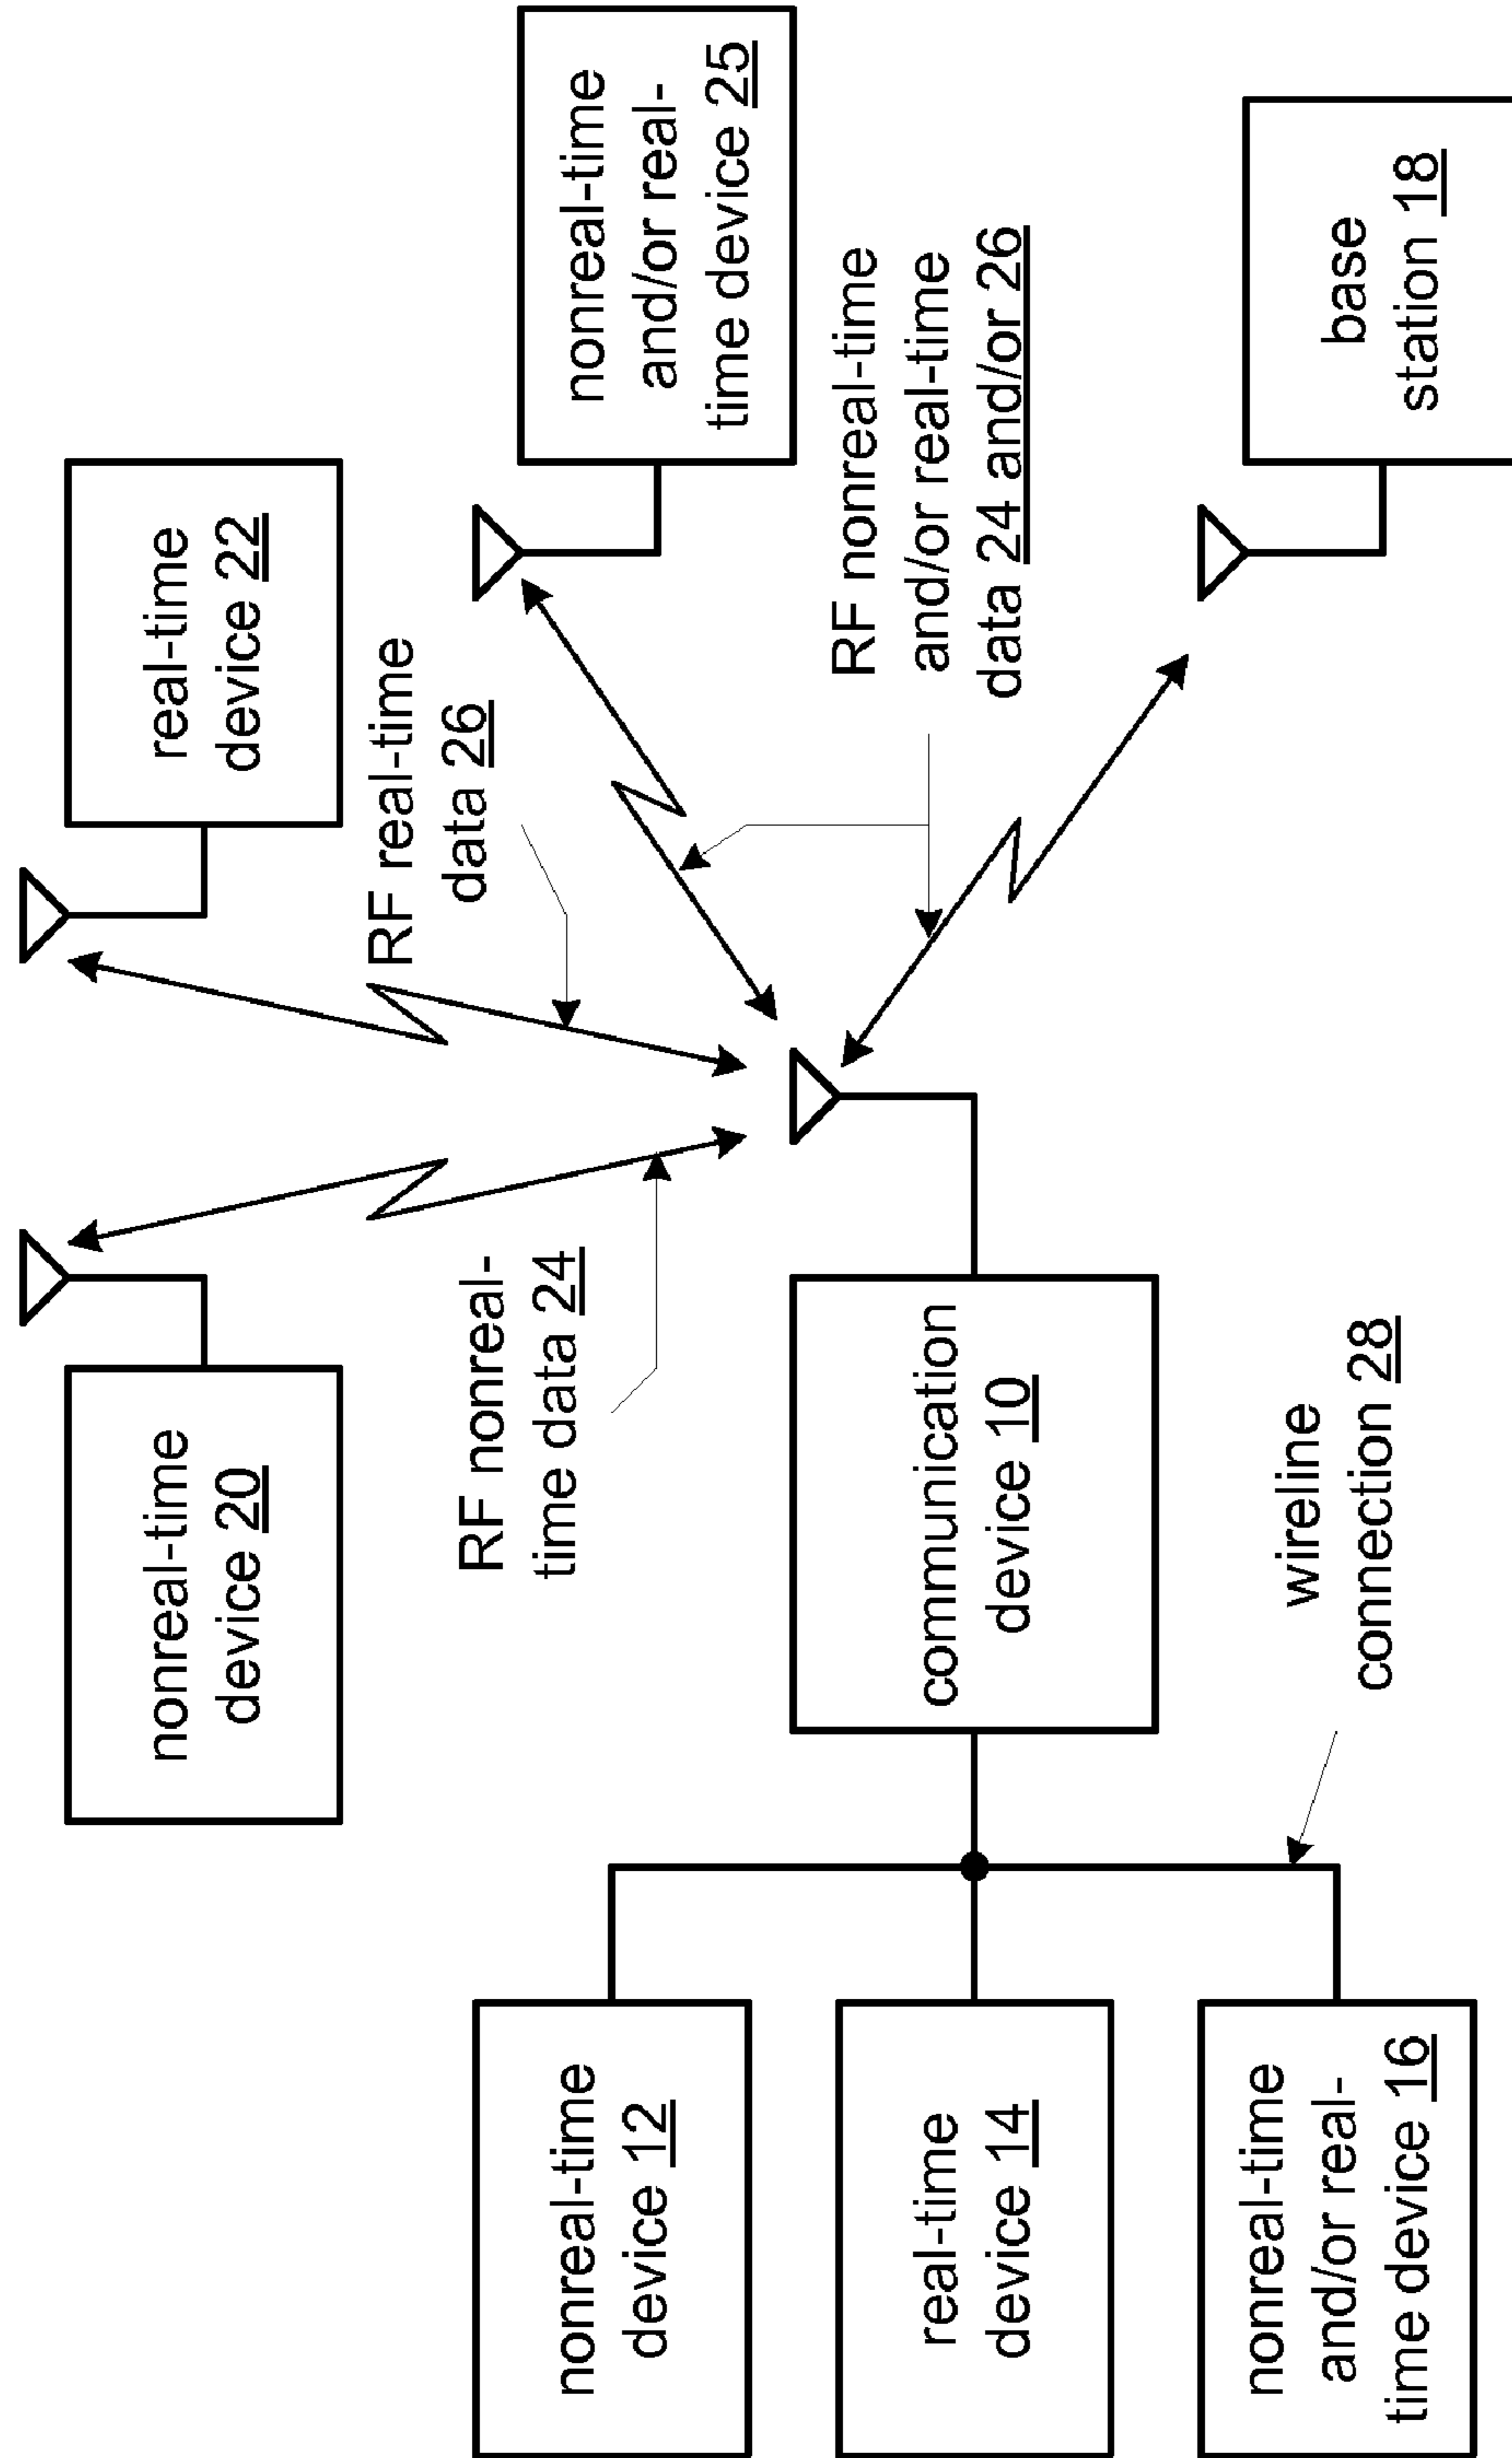 nonreal-time
device 20
real-time
device 22
RF real-time
data 26
RF nonreal-
time data 24
nonreal-time
and/or real-
time device 25
nonreal-time
device 12
real-time
device 14
nonreal-time
and/or real-
time device 16
communication
device 10
RF nonreal-time
and/or real-time
data 24 and/or 26
wireline
connection 28
base
station 18